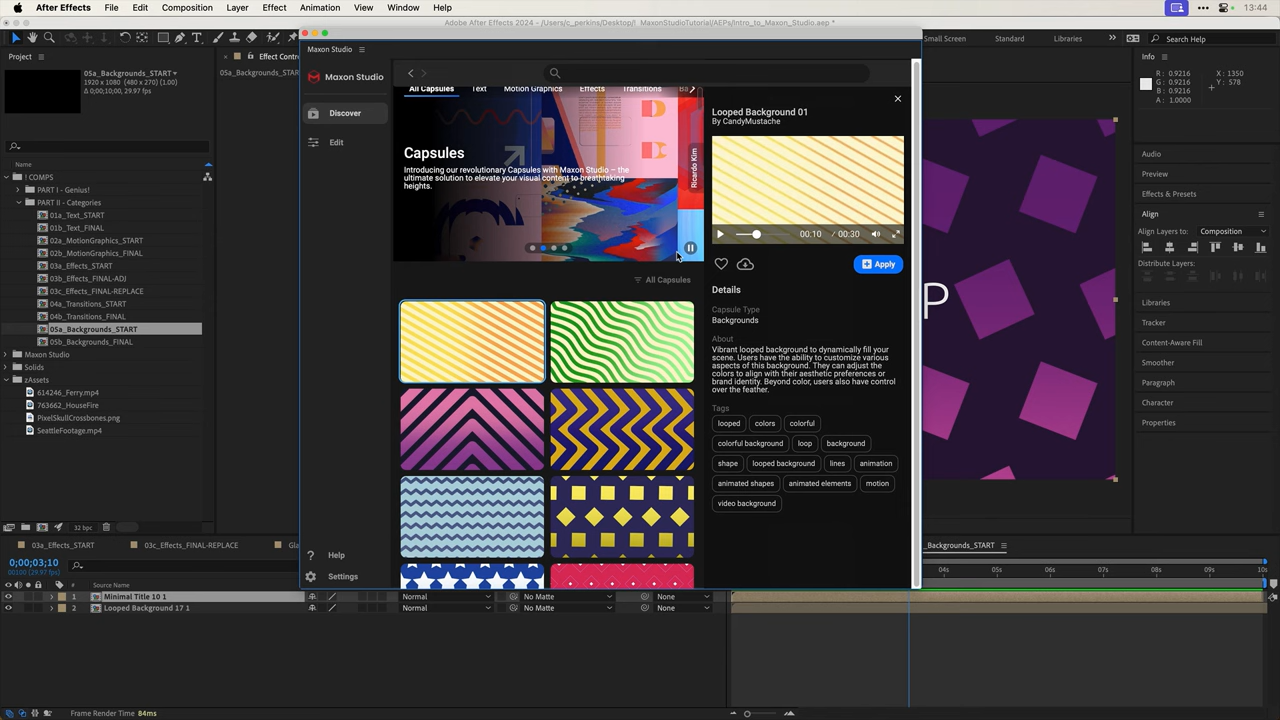 After Effects File Edit Composition Layer Effect Animation View Window Help 13:44
Adobe After Effects 2024 - /Users/c_perkins/Desktop/!_MaxonStudioTutorial/AEPs/Intro_to_Maxon_Studio.aep *
Small Screen Standard Libraries Search Help
Project
Effect Contr
05a_Backgrounds_START
1920 x 1080 (480 x 270) (1.00)
Δ 0;00;10;00, 29.97 fps
05a_Backgrounds_START
Name
! COMPS
PART I - Genius!
PART II - Categories
01a_Text_START
01b_Text_FINAL
02a_MotionGraphics_START
02b_MotionGraphics_FINAL
03a_Effects_START
03b_Effects_FINAL-ADJ
03c_Effects_FINAL-REPLACE
04a_Transitions_START
04b_Transitions_FINAL
05a_Backgrounds_START
05b_Backgrounds_FINAL
Maxon Studio
Solids
zAssets
614246_Ferry.mp4
763662_HouseFire
PixelSkullCrossbones.png
SeattleFootage.mp4
32 bpc
Maxon Studio
Maxon Studio
Discover
Edit
Help
Settings
All Capsules Text Motion Graphics Effects Transitions Ba
Capsules
Introducing our revolutionary Capsules with Maxon Studio – the
ultimate solution to elevate your visual content to breathtaking
heights.
Ricardo Kim
All Capsules
Looped Background 01
By CandyMustache
00:10 / 00:30
Apply
Details
Capsule Type
Backgrounds
About
Vibrant looped background to dynamically fill your
scene. Users have the ability to customize various
aspects of this background. They can adjust the
colors to align with their aesthetic preferences or
brand identity. Beyond color, users also have control
over the feather.
Tags
looped colors colorful
colorful background loop background
shape looped background lines animation
animated shapes animated elements motion
video background
P
Info
R : 0.9216
G : 0.9216
B : 0.9216
A : 1.0000
X : 1350
Y : 578
Audio
Preview
Effects & Presets
Align
Align Layers to: Composition
Distribute Layers:
Libraries
Tracker
Content-Aware Fill
Smoother
Paragraph
Character
Properties
03a_Effects_START 03c_Effects_FINAL-REPLACE Gla
_Backgrounds_START
0;00;03;10
00100 (29.97 fps)
04s 05s 06s 07s 08s 09s 10s
# Source Name
1 Minimal Title 10 1 Normal No Matte None
2 Looped Background 17 1 Normal No Matte None
Frame Render Time 84ms